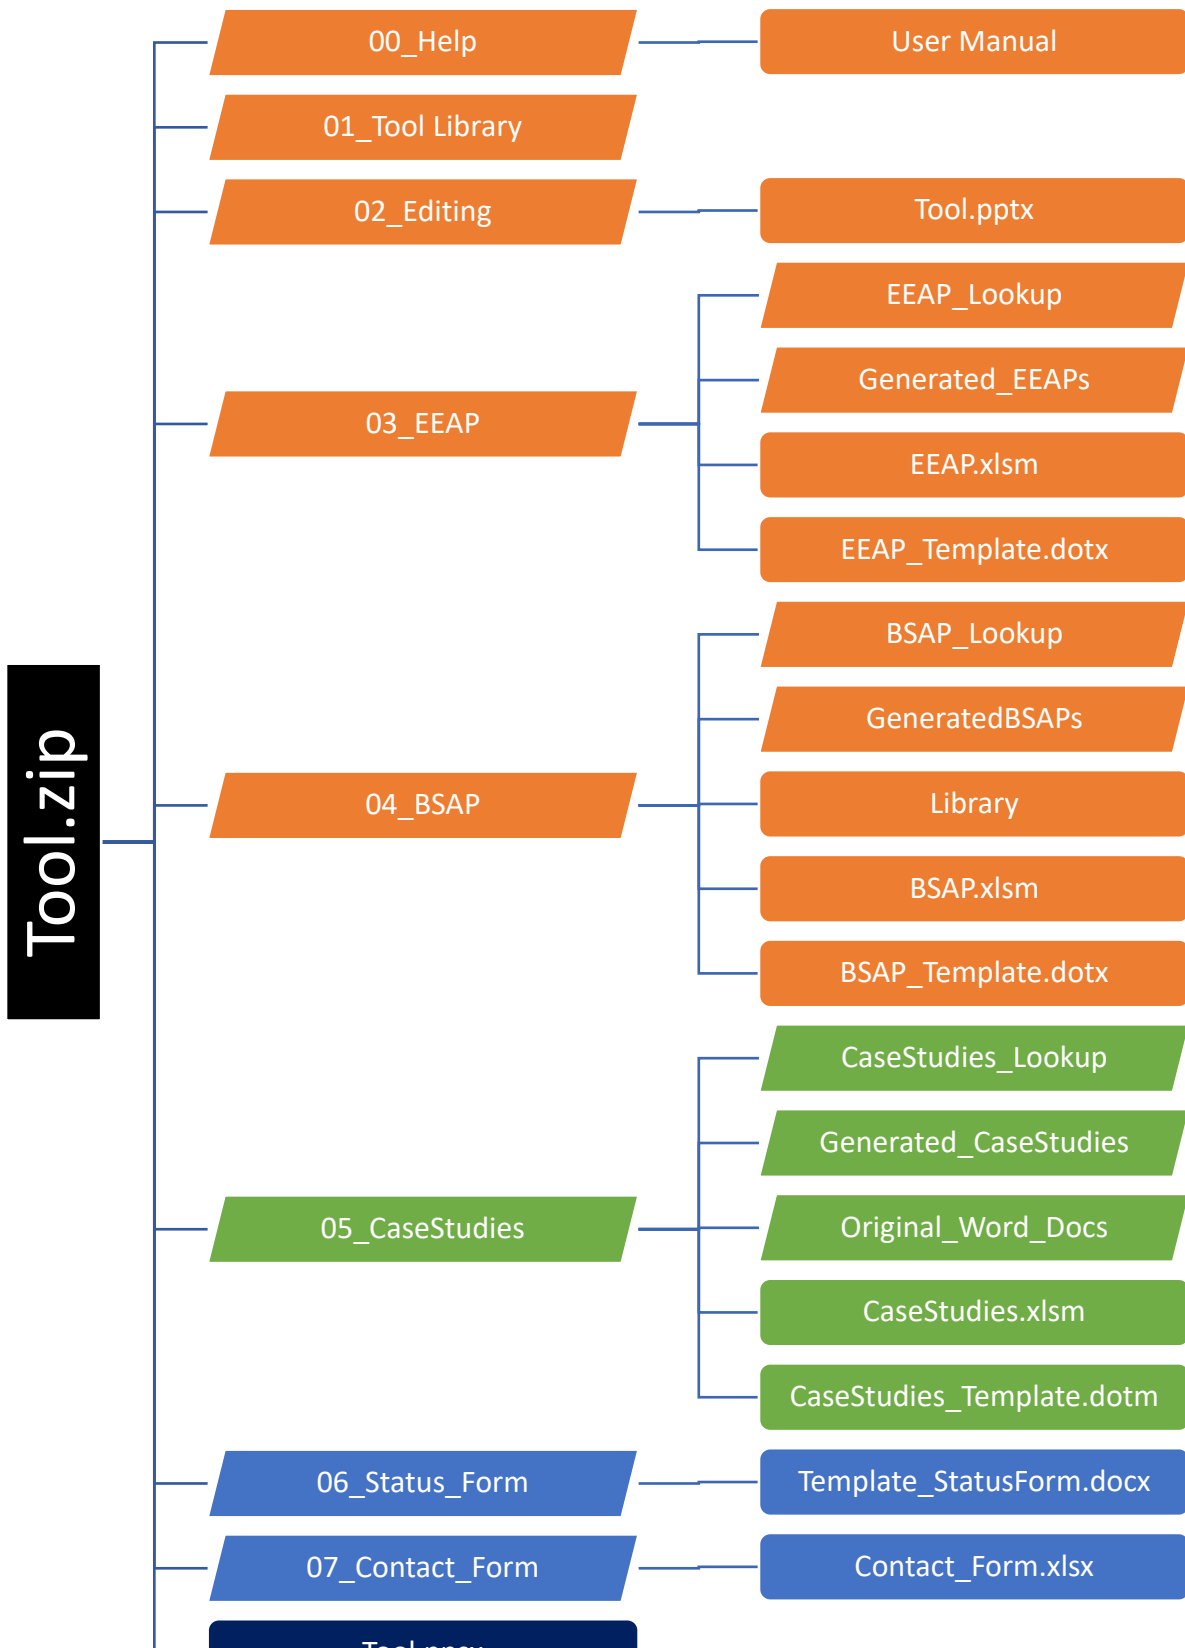 Tool.zip
00_Help
User Manual
01_Tool Library
02_Editing
Tool.pptx
03_EEAP
EEAP_Lookup
Generated_EEAPs
EEAP.xlsm
EEAP_Template.dotx
04_BSAP
BSAP_Lookup
GeneratedBSAPs
Library
BSAP.xlsm
BSAP_Template.dotx
05_CaseStudies
CaseStudies_Lookup
Generated_CaseStudies
Original_Word_Docs
CaseStudies.xlsm
CaseStudies_Template.dotm
06_Status_Form
Template_StatusForm.docx
07_Contact_Form
Contact_Form.xlsx